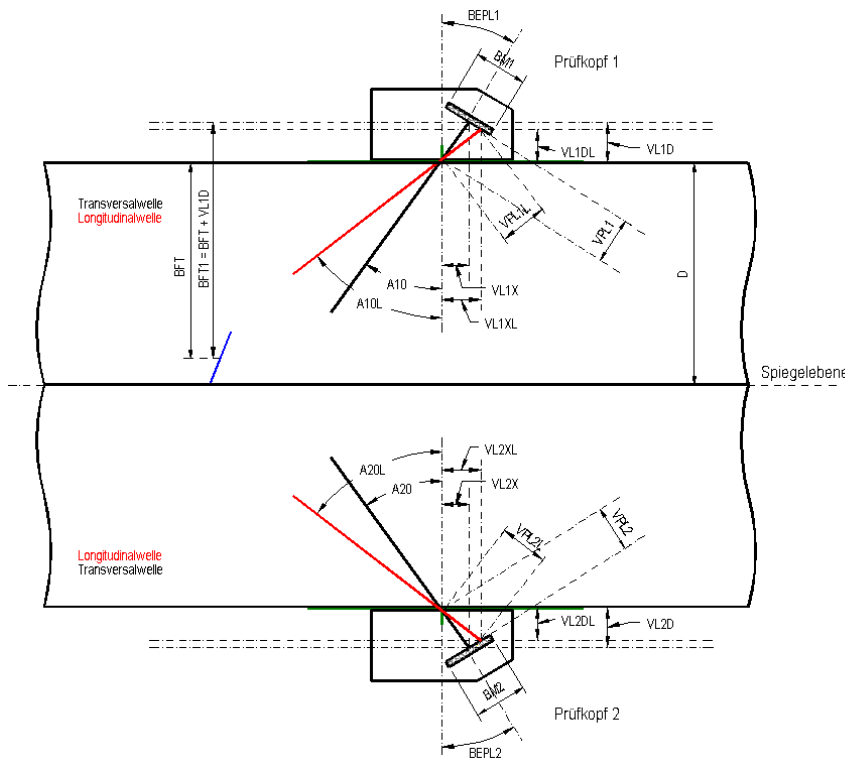 BEPL1
BM1
Prüfkopf 1
VL1DL
VL1D
Transversalwelle
Longitudinalwelle
VPL1L
VPL1
BFT
BFT1 = BFT + VL1D
A10
A10L
VL1X
VL1XL
D
Spiegelebene
VL2XL
A20L
A20
VL2X
VPL2L
VPL2
Longitudinalwelle
Transversalwelle
VL2DL
VL2D
BM2
Prüfkopf 2
BEPL2